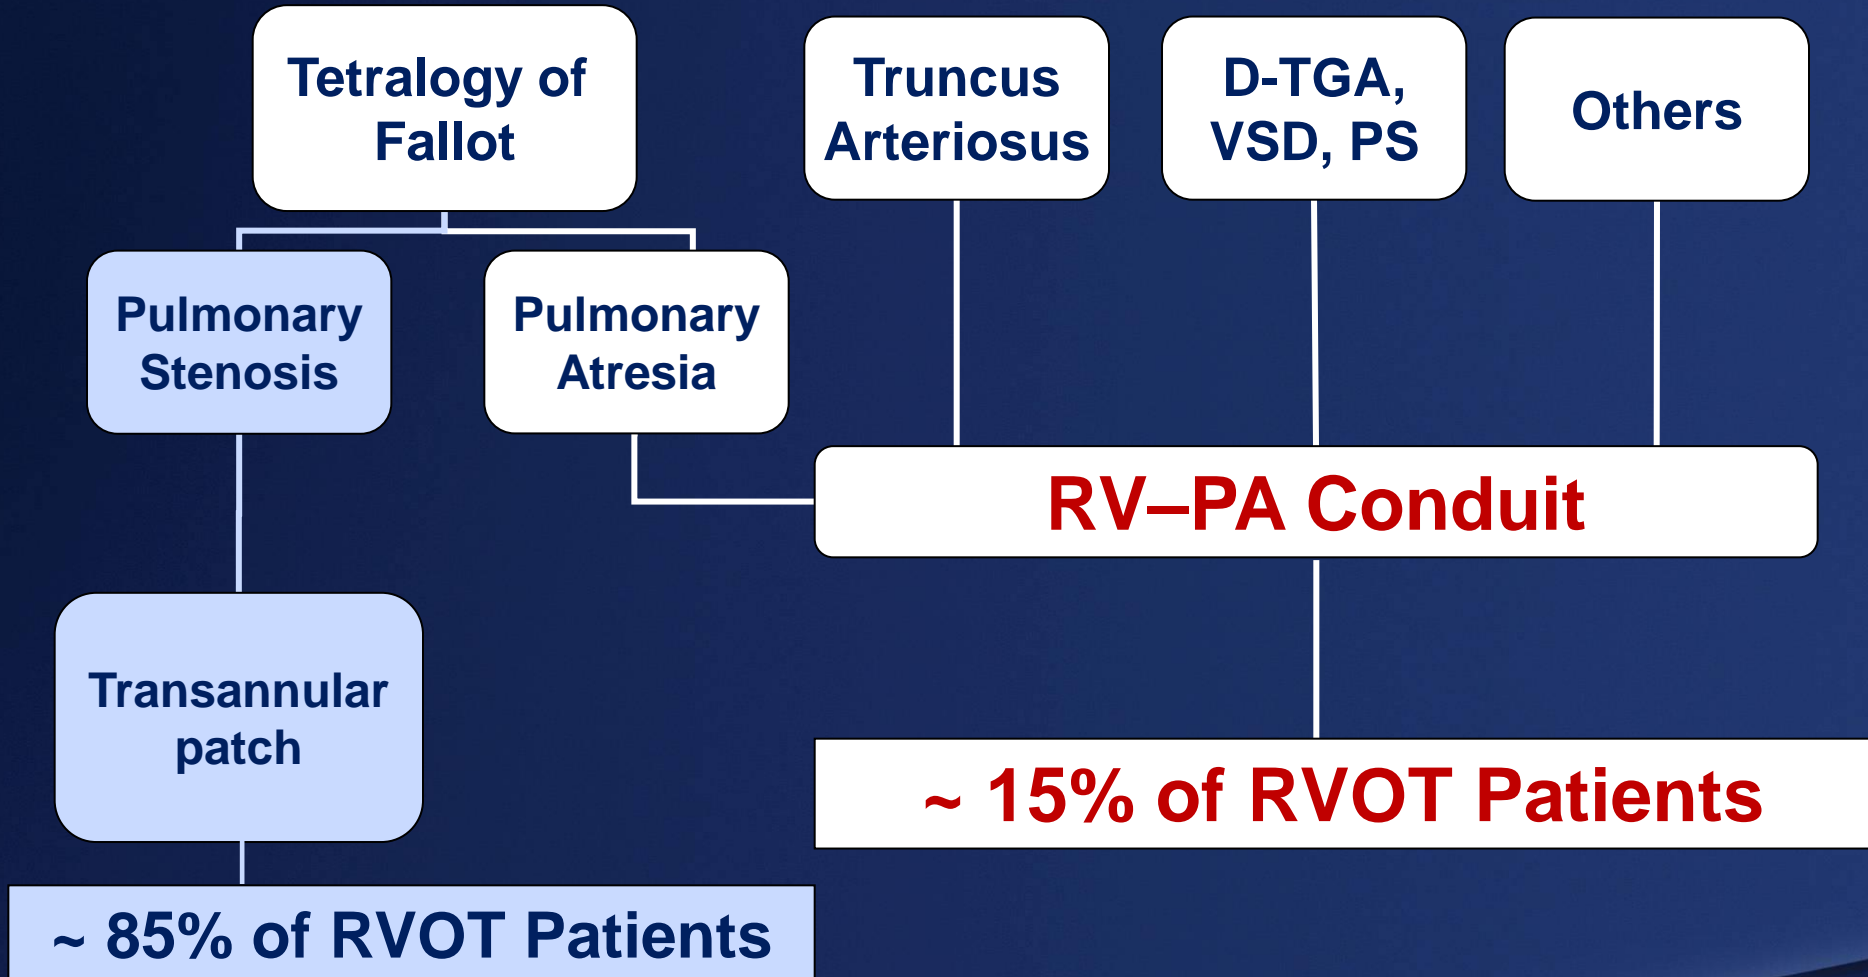 Tetralogy of
Fallot
Truncus
Arteriosus
D-TGA,
VSD, PS
Others
Pulmonary
Stenosis
Pulmonary
Atresia
RV–PA Conduit
Transannular
patch
~ 15% of RVOT Patients
~ 85% of RVOT Patients